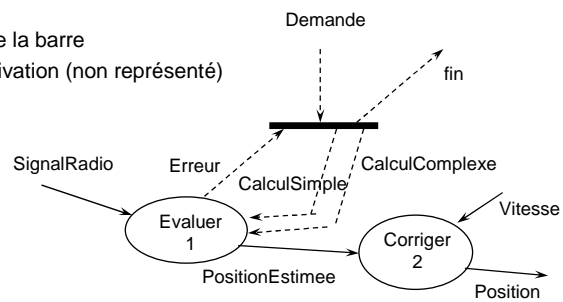 Demande
e la barre
ivation (non représenté)
fin
SignalRadio
Erreur
CalculComplexe
CalculSimple
Vitesse
Evaluer
1
Corriger
2
PositionEstimee
Position